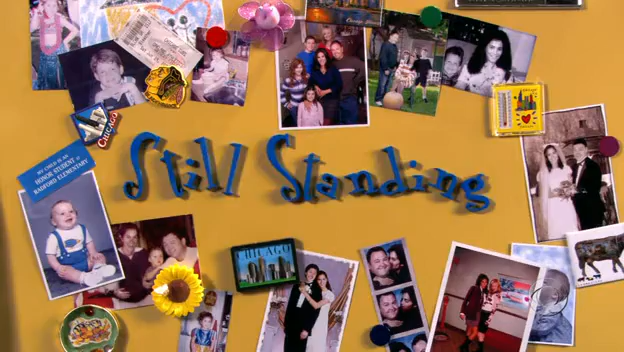 CHICAGO
MY CHILD IS AN
HONOR STUDENT AT
RADFORD ELEMENTARY
Still Standing
CHICAGO